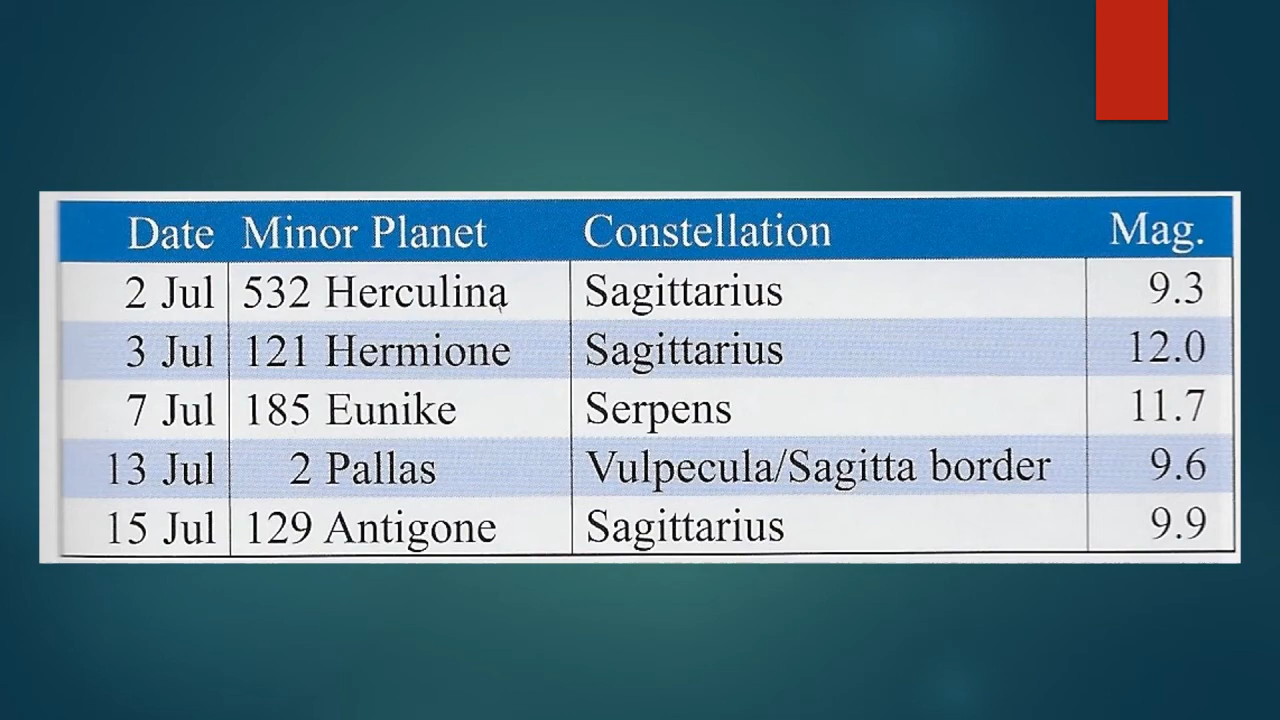 Date Minor Planet Constellation Mag.
2 Jul 532 Herculina Sagittarius 9.3
3 Jul 121 Hermione Sagittarius 12.0
7 Jul 185 Eunike Serpens 11.7
13 Jul 2 Pallas Vulpecula/Sagitta border 9.6
15 Jul 129 Antigone Sagittarius 9.9